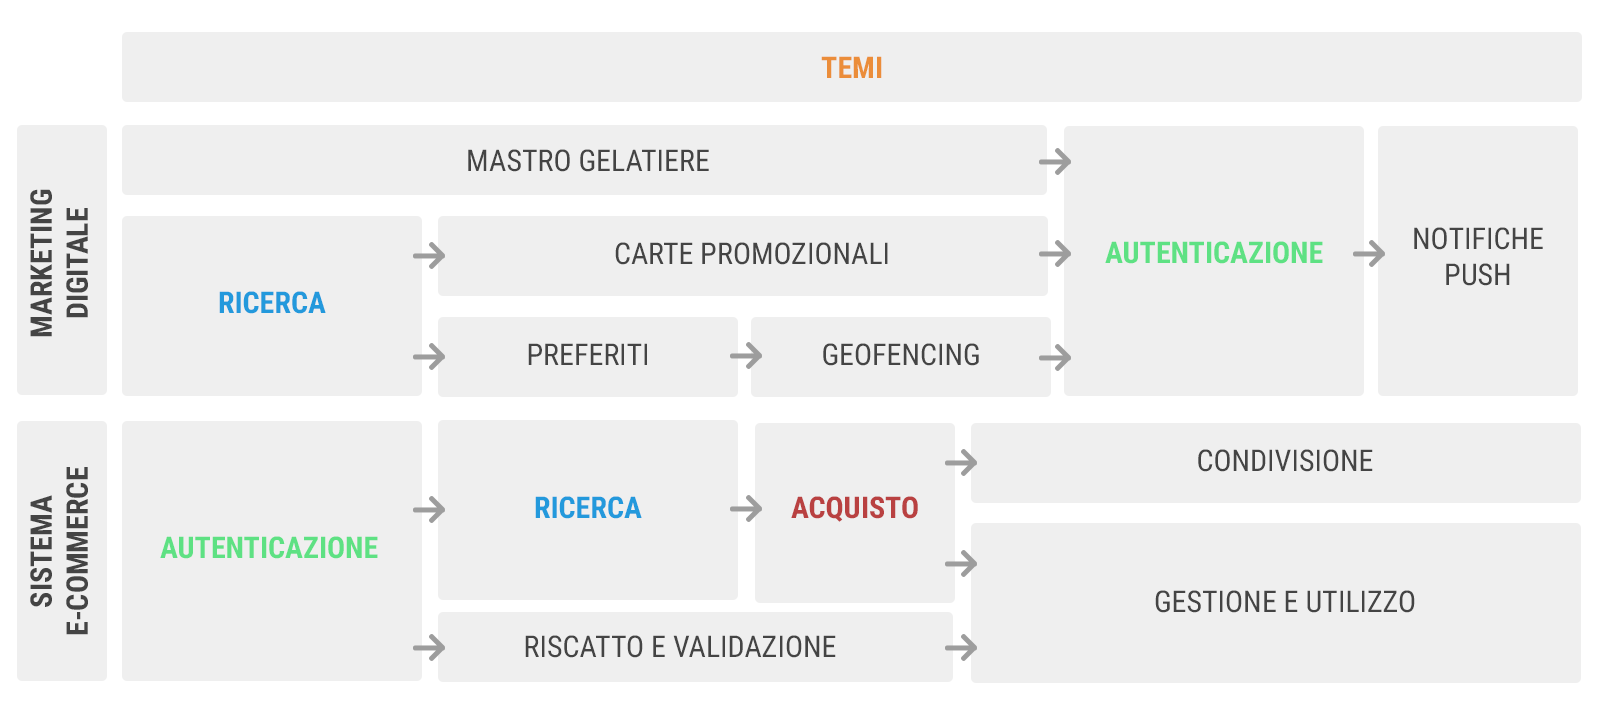 TEMI
MARKETING
DIGITALE
MASTRO GELATIERE
RICERCA
CARTE PROMOZIONALI
PREFERITI
GEOFENCING
AUTENTICAZIONE
NOTIFICHE
PUSH
SISTEMA
E-COMMERCE
AUTENTICAZIONE
RICERCA
ACQUISTO
CONDIVISIONE
RISCATTO E VALIDAZIONE
GESTIONE E UTILIZZO